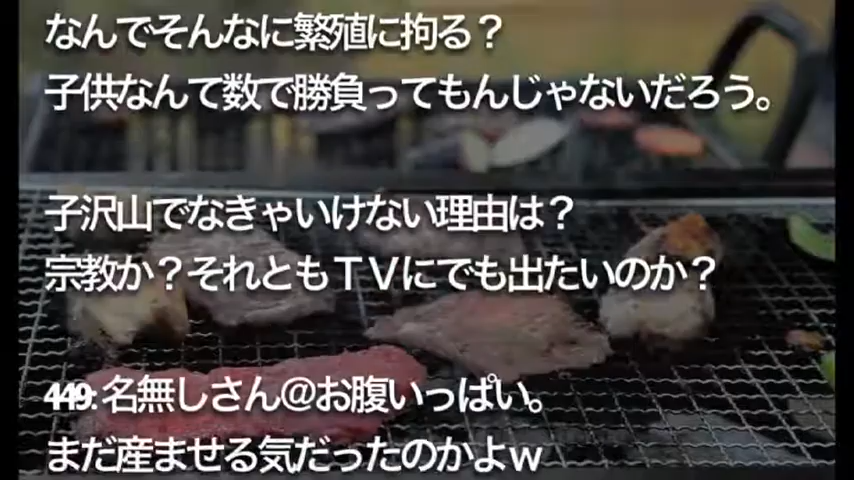 なんでそんなに繁殖に拘る？
子供なんて数で勝負ってもんじゃないだろう。
子沢山でなきゃいけない理由は？
宗教か？それともＴＶにでも出たいのか？
449: 名無しさん＠お腹いっぱい。
まだ産ませる気だったのかよｗ